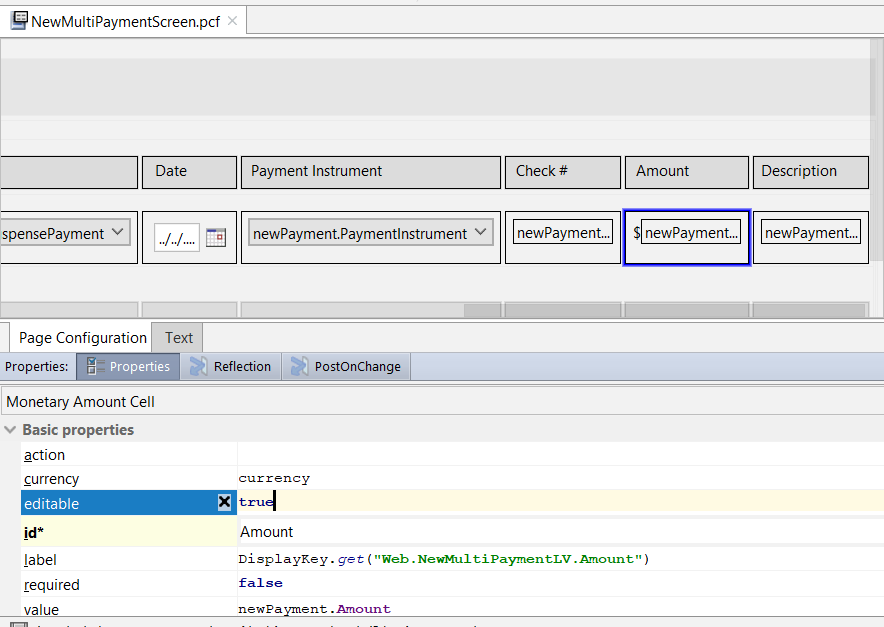 NewMultiPaymentScreen.pcf
Date Payment Instrument Check # Amount Description
spensePayment ../../.... newPayment.PaymentInstrument newPayment... $ newPayment... newPayment...
Page Configuration Text
Properties: Properties Reflection PostOnChange
Monetary Amount Cell
Basic properties
action
currency currency
editable true
id* Amount
label DisplayKey.get("Web.NewMultiPaymentLV.Amount")
required false
value newPayment.Amount